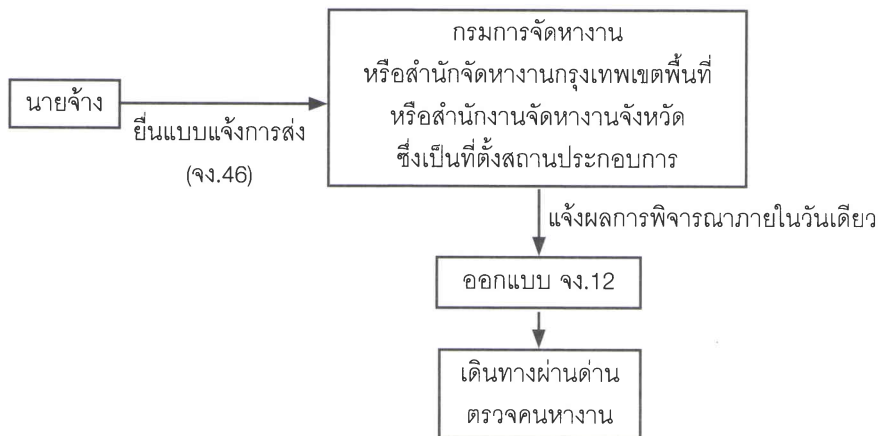 กรมการจัดหางาน
หรือสำนักจัดหางานกรุงเทพเขตพื้นที่
หรือสำนักงานจัดหางานจังหวัด
ซึ่งเป็นที่ตั้งสถานประกอบการ
นายจ้าง
ยื่นแบบแจ้งการส่ง
(จง.46)
แจ้งผลการพิจารณาภายในวันเดียว
ออกแบบ จง.12
เดินทางผ่านด่าน
ตรวจคนหางาน